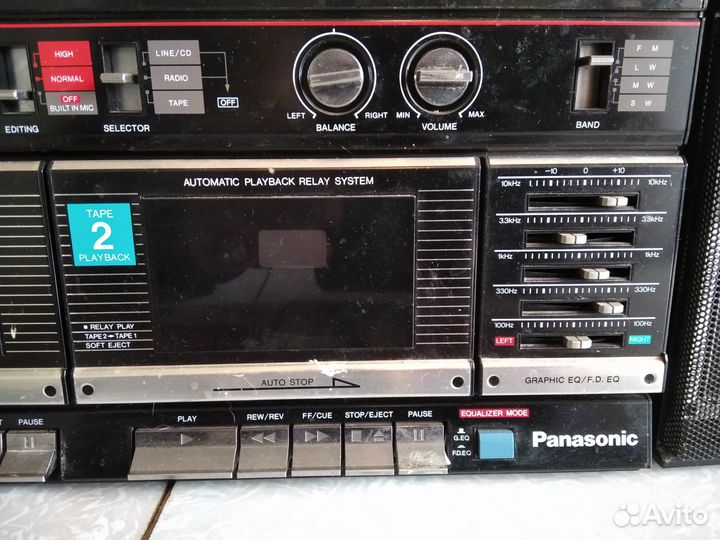 HIGH
NORMAL
OFF
BUILT IN MIC
EDITING
SELECTOR
LINE/CD
RADIO
TAPE
OFF
LEFT RIGHT
BALANCE
MIN MAX
VOLUME
BAND
F M
L W
M W
S W
AUTOMATIC PLAYBACK RELAY SYSTEM
TAPE
2
PLAYBACK
■ RELAY PLAY
TAPE 2 TAPE 1
SOFT EJECT
AUTO STOP
-10 0 +10
10kHz 10kHz
3.3kHz 3.3kHz
1kHz 1kHz
330Hz 330Hz
100Hz 100Hz
LEFT RIGHT
GRAPHIC EQ/F.D. EQ
PAUSE
PLAY
REW/REV
FF/CUE
STOP/EJECT
PAUSE
EQUALIZER MODE
G.EQ
F.D.EQ
Panasonic
Avito